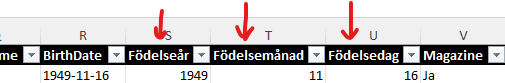 R S T U V
me BirthDate Födelseår Födelsemånad Födelsedag Magazine
1949-11-16 1949 11 16 Ja